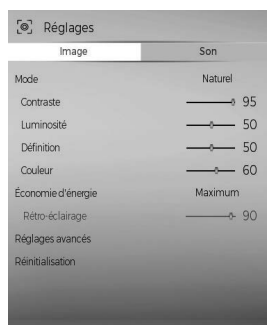 Réglages
Image Son
Mode Naturel
Contraste 95
Luminosité 50
Définition 50
Couleur 60
Économie d'énergie Maximum
Rétro-éclairage 90
Réglages avancés
Réinitialisation